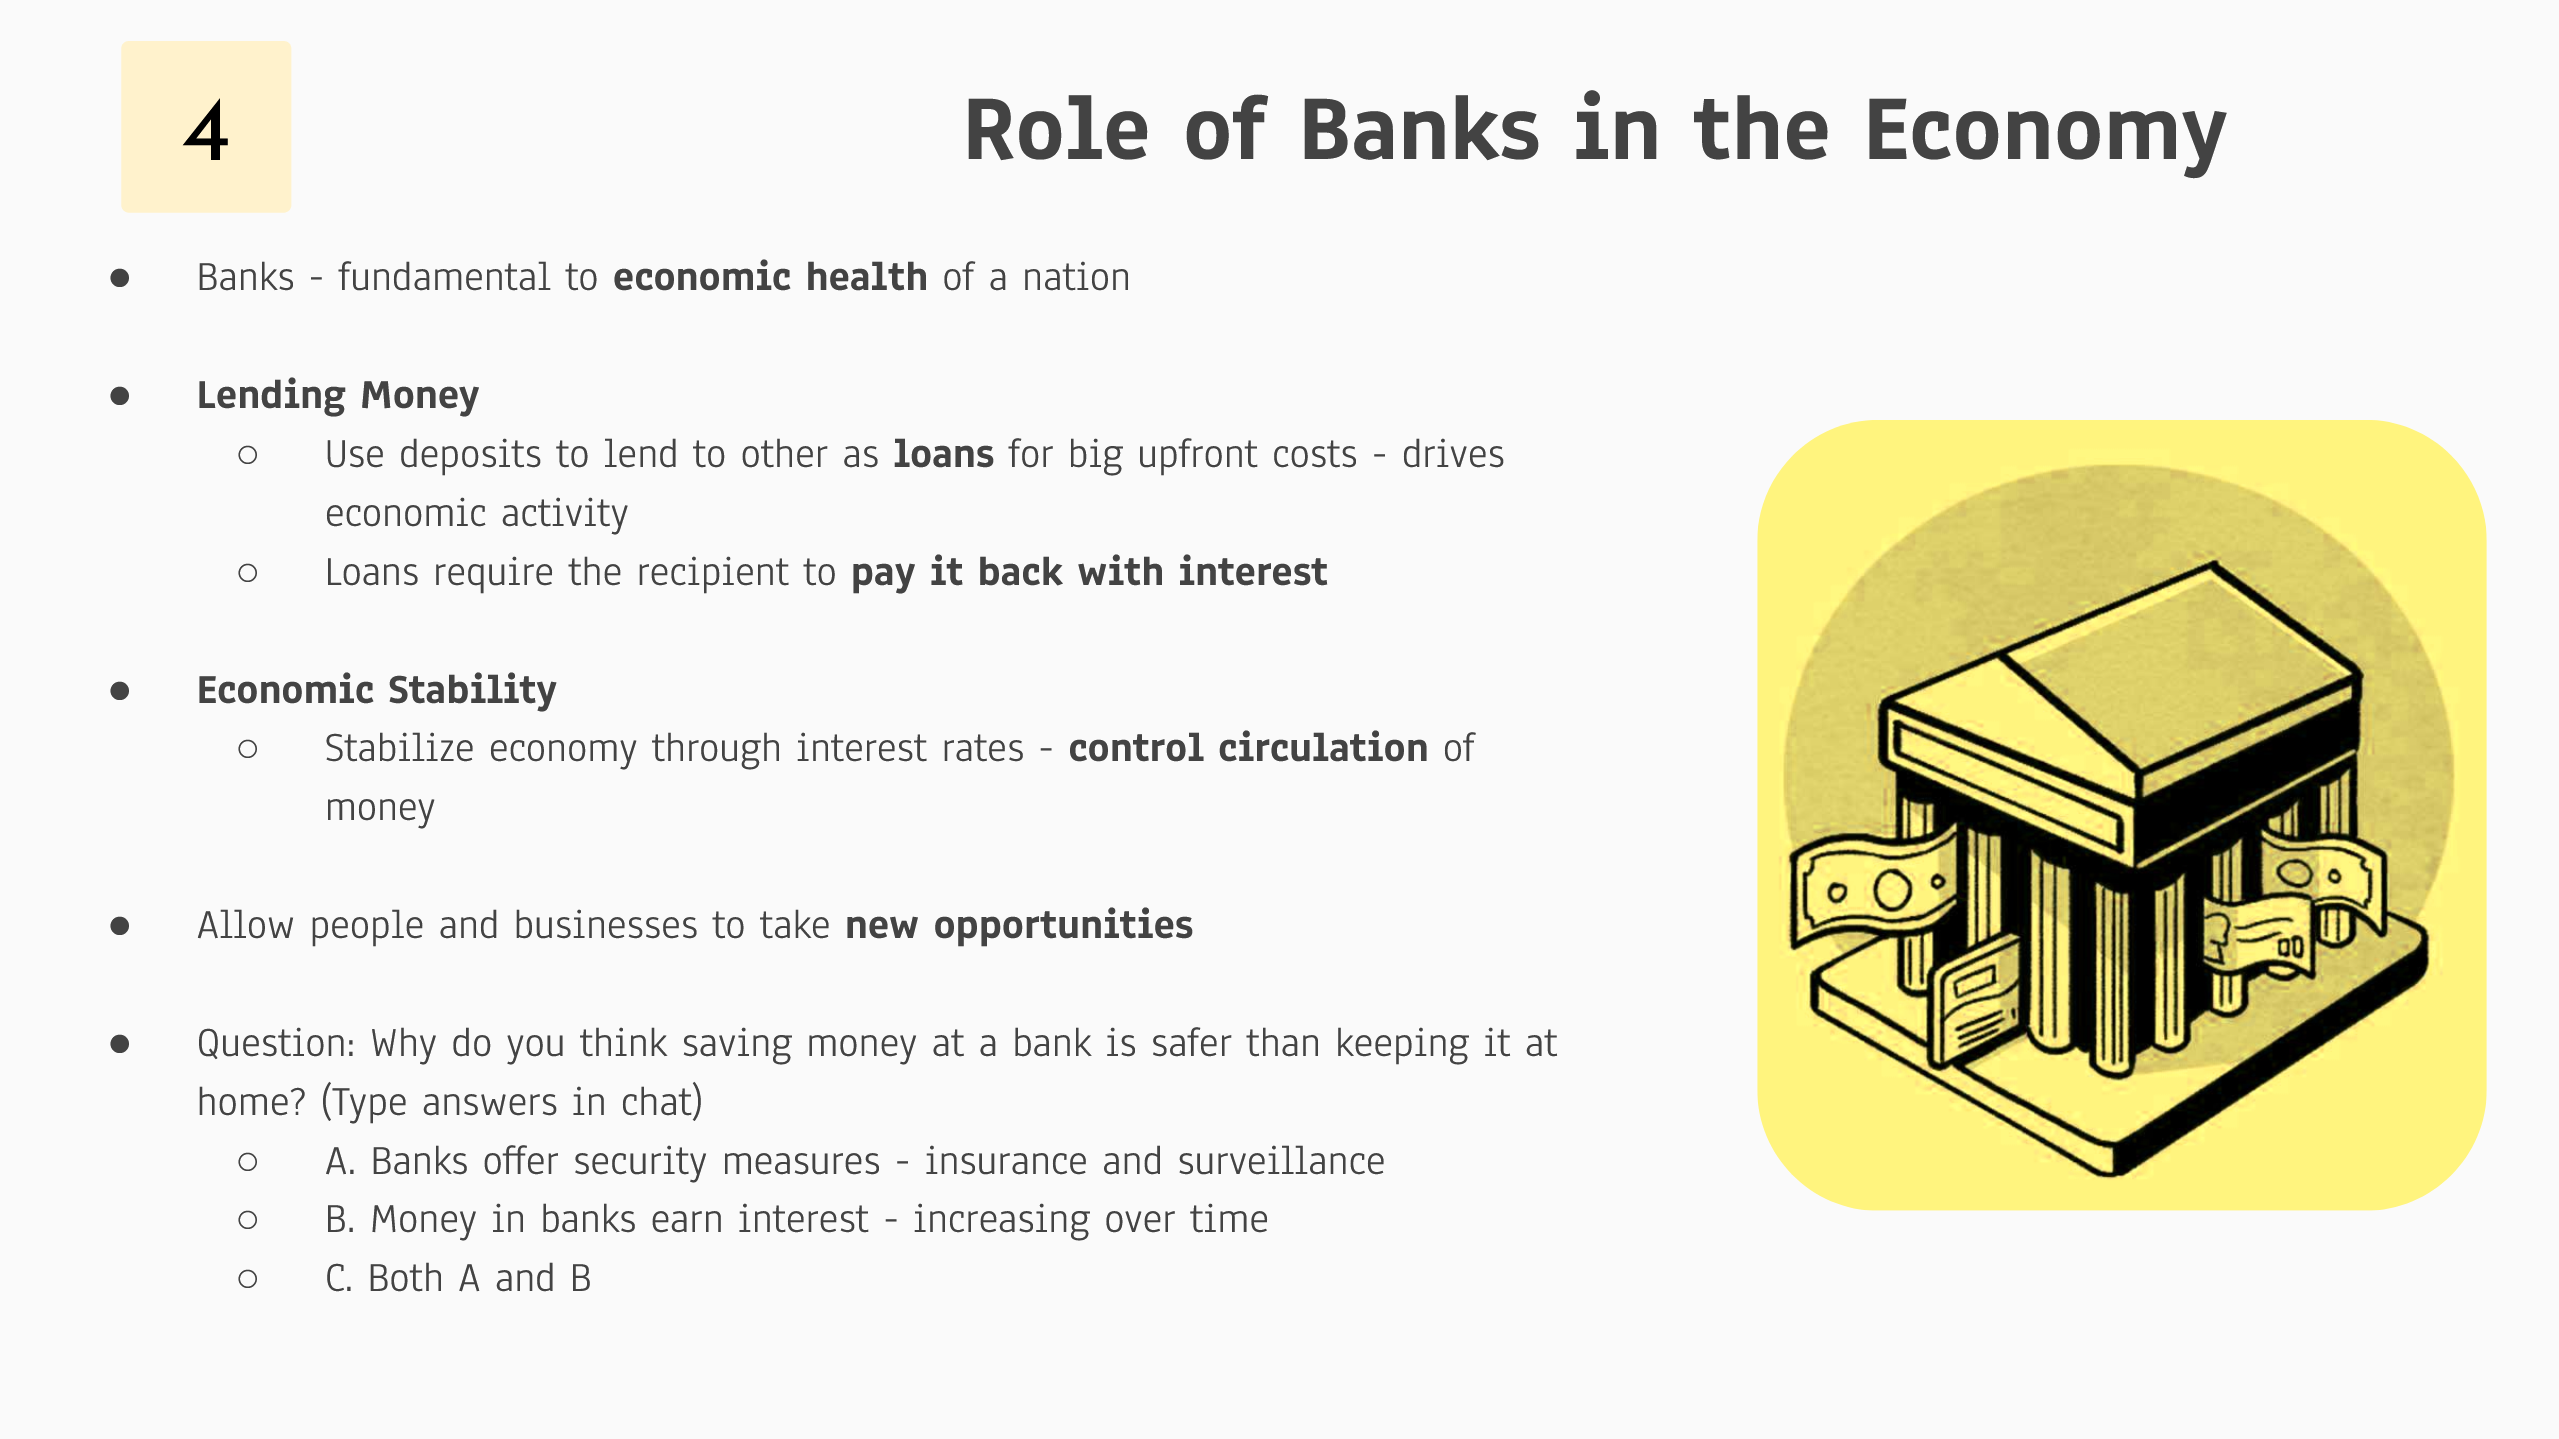 4
Role of Banks in the Economy
● Banks - fundamental to economic health of a nation
● Lending Money
○ Use deposits to lend to other as loans for big upfront costs - drives
economic activity
○ Loans require the recipient to pay it back with interest
● Economic Stability
○ Stabilize economy through interest rates - control circulation of
money
● Allow people and businesses to take new opportunities
● Question: Why do you think saving money at a bank is safer than keeping it at
home? (Type answers in chat)
○ A. Banks offer security measures - insurance and surveillance
○ B. Money in banks earn interest - increasing over time
○ C. Both A and B